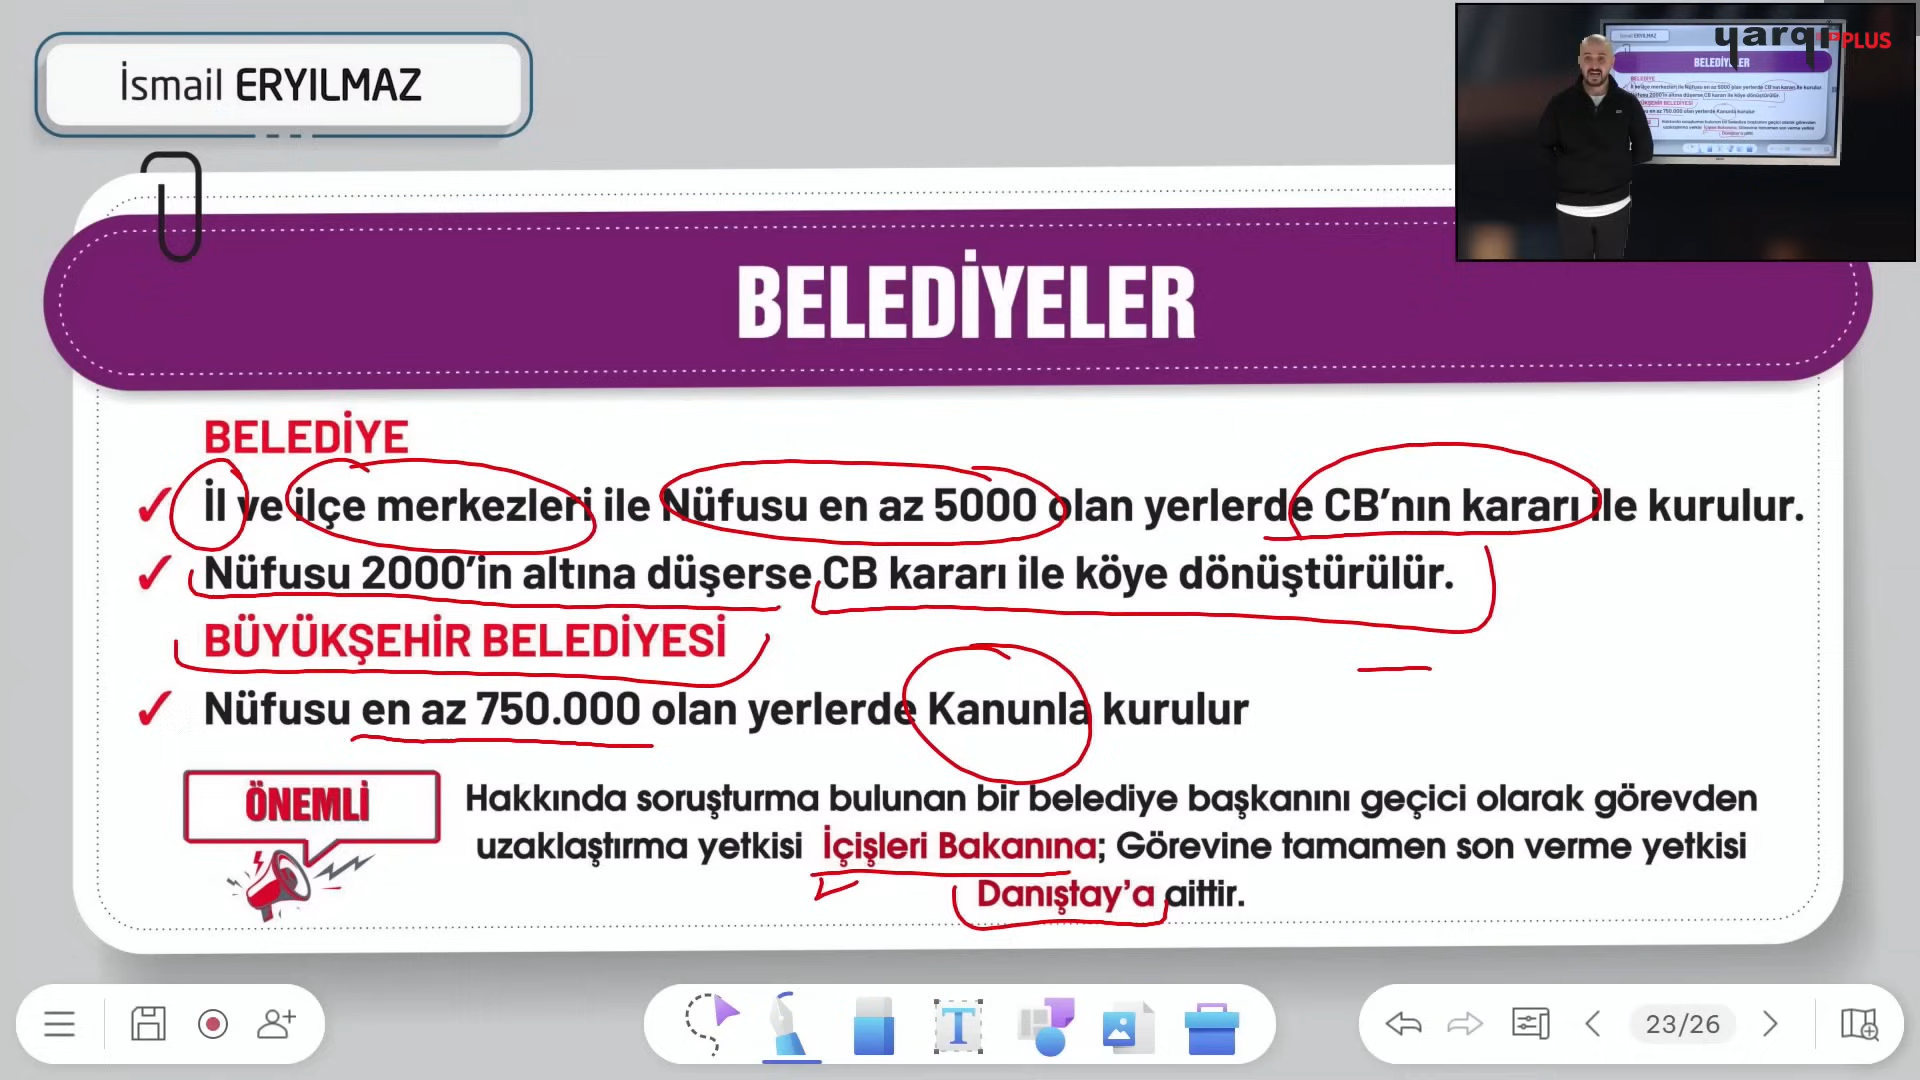 İsmail ERYILMAZ
yargı PLUS
BELEDİYELER
BELEDİYE
✓ İl ve ilçe merkezleri ile Nüfusu en az 5000 olan yerlerde CB'nın kararı ile kurulur.
✓ Nüfusu 2000'in altına düşerse CB kararı ile köye dönüştürülür.
BÜYÜKŞEHİR BELEDİYESİ
✓ Nüfusu en az 750.000 olan yerlerde Kanunla kurulur
ÖNEMLİ
Hakkında soruşturma bulunan bir belediye başkanını geçici olarak görevden
uzaklaştırma yetkisi İçişleri Bakanına; Görevine tamamen son verme yetkisi
Danıştay'a aittir.
23/26